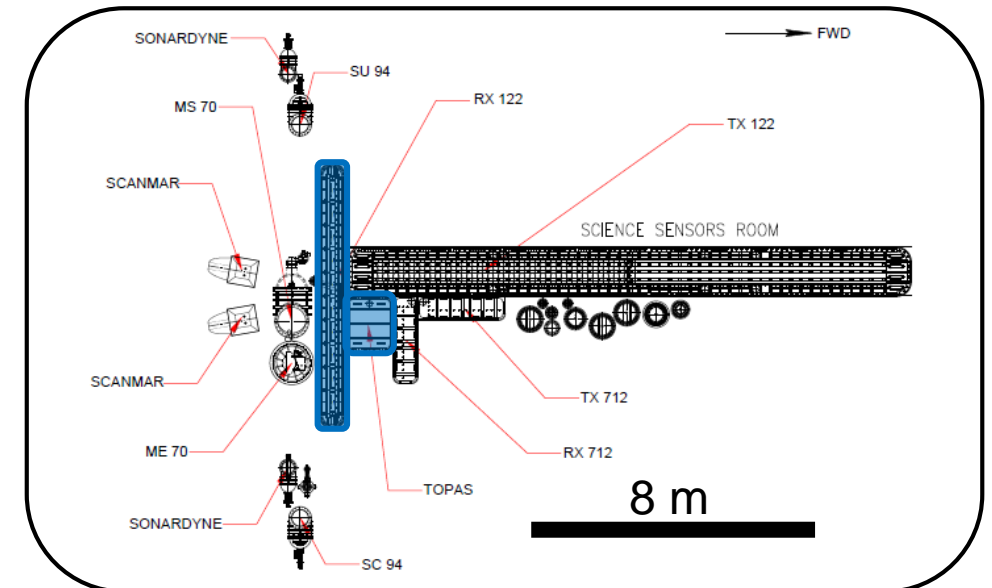 SONARDYNE
FWD
SU 94
MS 70
RX 122
TX 122
SCANMAR
SCIENCE SENSORS ROOM
SCANMAR
TX 712
ME 70
RX 712
TOPAS
8 m
SONARDYNE
SC 94